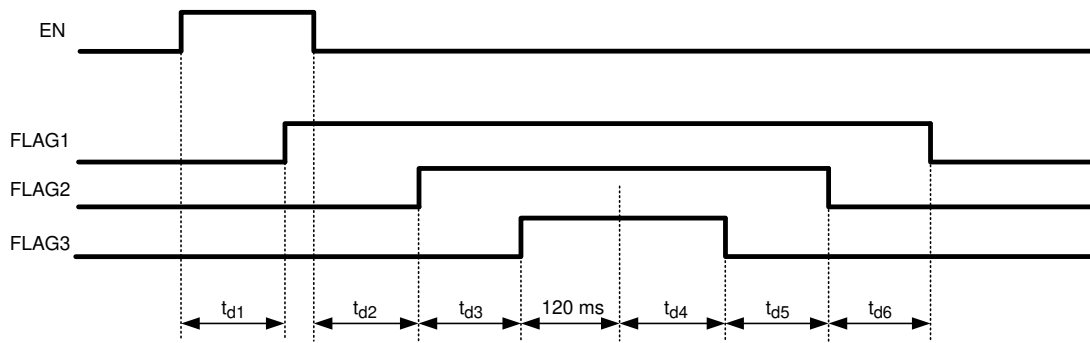 EN
FLAG1
FLAG2
FLAG3
td1 td2 td3 120 ms td4 td5 td6